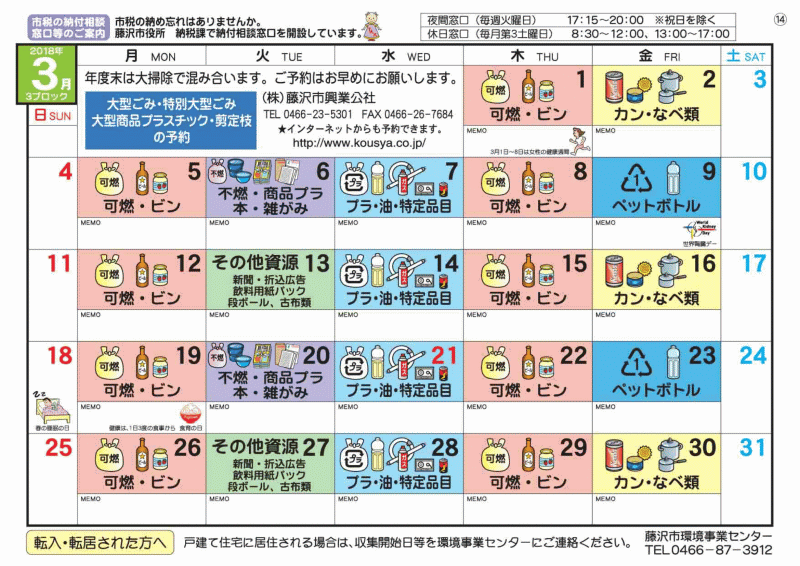 市税の納付相談
窓口等のご案内
市税の納め忘れはありませんか。
藤沢市役所 納税課で納付相談窓口を開設しています。
夜間窓口(毎週火曜日) 17:15~20:00 ※祝日を除く
休日窓口(毎月第3土曜日) 8:30~12:00、13:00~17:00
⑭
2018年
3月
3ブロック
日 SUN
月 MON
火 TUE
水 WED
木 THU
金 FRI
土 SAT
年度末は大掃除で混み合います。ご予約はお早めにお願いします。
大型ごみ・特別大型ごみ
大型商品プラスチック・剪定枝
の予約
(株)藤沢市興業公社
TEL 0466-23-5301 FAX 0466-26-7684
★インターネットからも予約できます。
http://www.kousya.co.jp/
1
可燃
可燃・ビン
MEMO
3月1日~8日は女性の健康週間
2
カン・なべ類
MEMO
3
4
5
可燃
可燃・ビン
MEMO
6
不燃
不燃・商品プラ
本・雑がみ
MEMO
7
プラ
プラ・油・特定品目
MEMO
8
可燃
可燃・ビン
MEMO
9
1
ペットボトル
MEMO
World
Kidney
Day
世界腎臓デー
10
11
12
可燃
可燃・ビン
MEMO
その他資源 13
新聞・折込広告
飲料用紙パック
段ボール、古布類
MEMO
14
プラ
プラ・油・特定品目
MEMO
15
可燃
可燃・ビン
MEMO
16
カン・なべ類
MEMO
17
18
zz
春の睡眠の日
19
可燃
可燃・ビン
MEMO
健康は、1日3食の食事から 食育の日
20
不燃
不燃・商品プラ
本・雑がみ
MEMO
21
プラ
プラ・油・特定品目
MEMO
22
可燃
可燃・ビン
MEMO
23
1
ペットボトル
MEMO
24
25
26
可燃
可燃・ビン
MEMO
その他資源 27
新聞・折込広告
飲料用紙パック
段ボール、古布類
MEMO
28
プラ
プラ・油・特定品目
MEMO
29
可燃
可燃・ビン
MEMO
30
カン・なべ類
MEMO
31
転入・転居された方へ
戸建て住宅に居住される場合は、収集開始日等を環境事業センターにご連絡ください。
藤沢市環境事業センター
TEL0466-87-3912